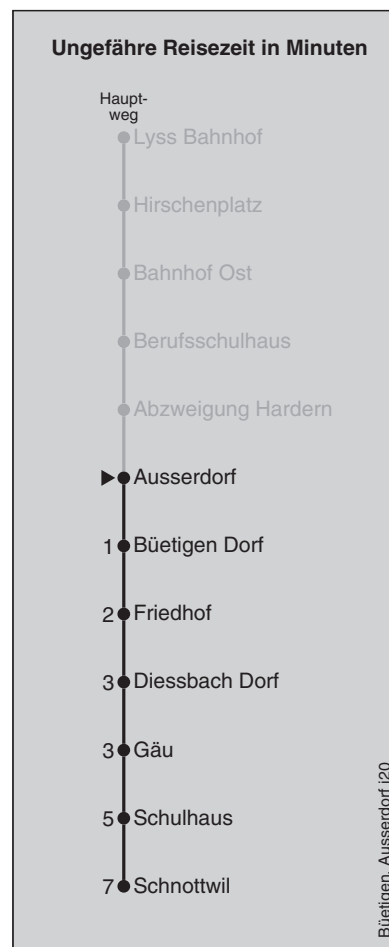 Ungefähre Reisezeit in Minuten
Haupt-
weg
Lyss Bahnhof
Hirschenplatz
Bahnhof Ost
Berufsschulhaus
Abzweigung Hardern
Ausserdorf
1 Büetigen Dorf
2 Friedhof
3 Diessbach Dorf
3 Gäu
5 Schulhaus
7 Schnottwil
Büetigen, Ausserdorf j20